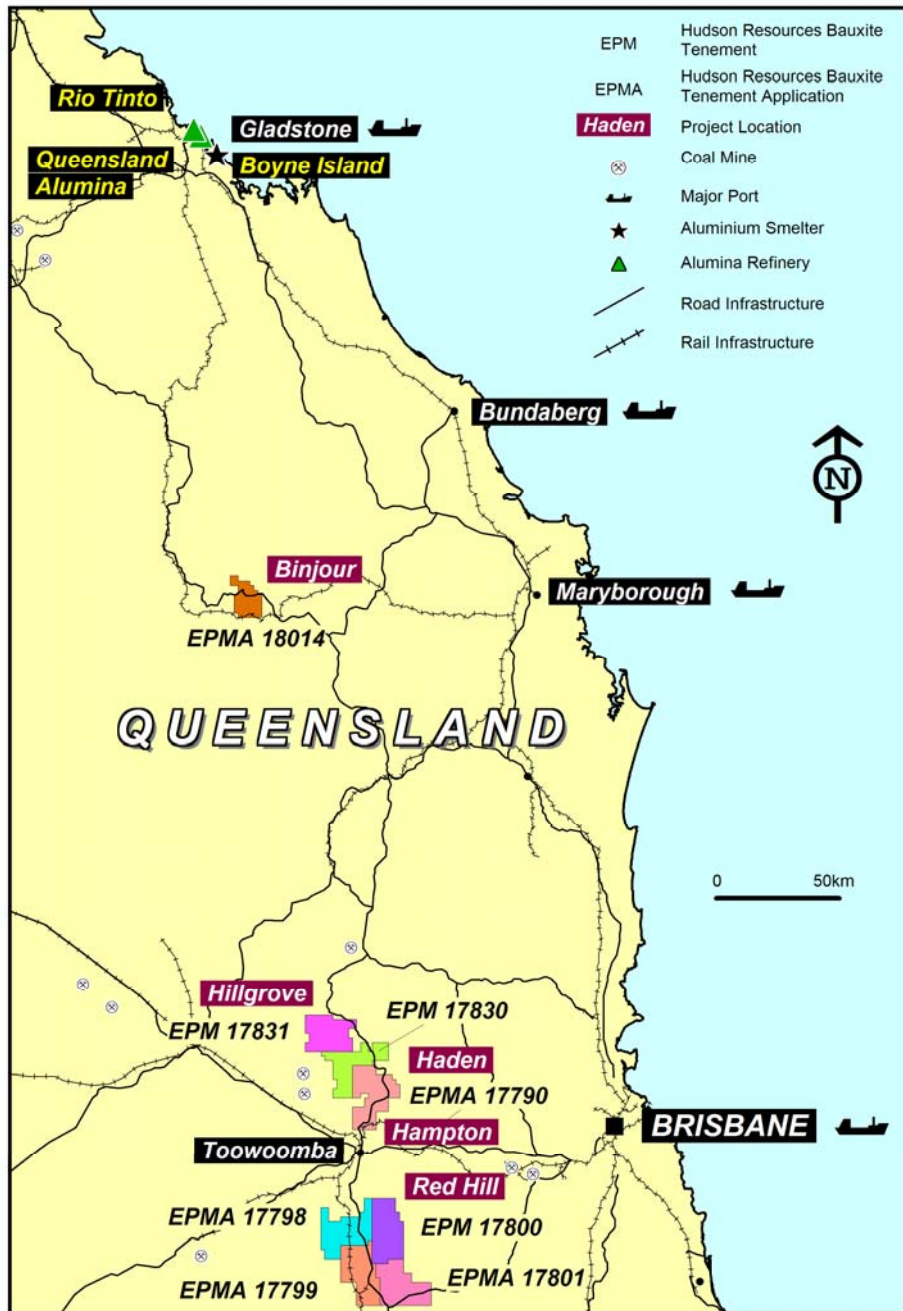 EPM
Hudson Resources Bauxite
Tenement
EPMA
Hudson Resources Bauxite
Tenement Application
Haden
Project Location
Coal Mine
Major Port
Aluminium Smelter
Alumina Refinery
Road Infrastructure
Rail Infrastructure
Rio Tinto
Gladstone
Queensland
Alumina
Boyne Island
Bundaberg
N
Binjour
Maryborough
EPMA 18014
QUEENSLAND
0 50km
Hillgrove
EPM 17830
EPM 17831
Haden
EPMA 17790
Hampton
BRISBANE
Toowoomba
Red Hill
EPMA 17798
EPM 17800
EPMA 17799
EPMA 17801